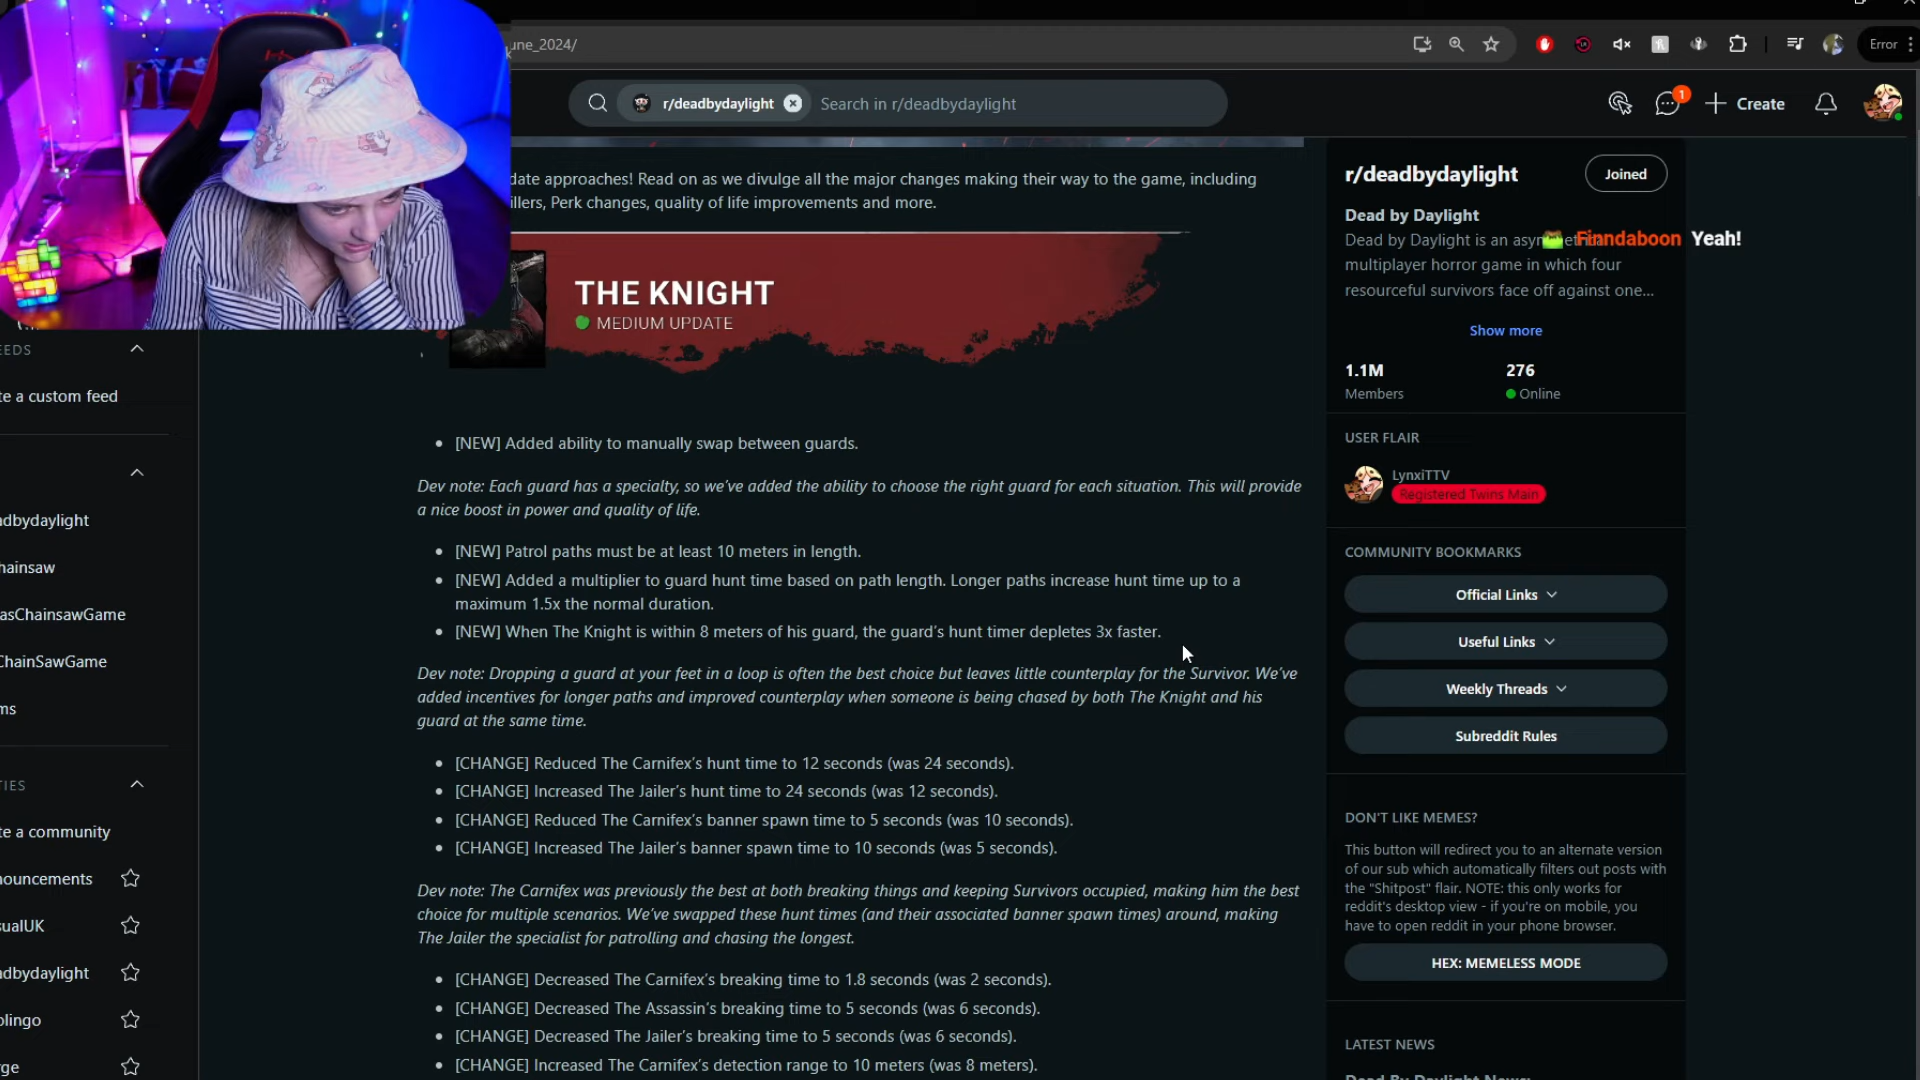 une_2024/
Error
r/deadbydaylight
Search in r/deadbydaylight
1
Create
date approaches! Read on as we divulge all the major changes making their way to the game, including
illers, Perk changes, quality of life improvements and more.
THE KNIGHT
MEDIUM UPDATE
[NEW] Added ability to manually swap between guards.
Dev note: Each guard has a specialty, so we've added the ability to choose the right guard for each situation. This will provide
a nice boost in power and quality of life.
[NEW] Patrol paths must be at least 10 meters in length.
[NEW] Added a multiplier to guard hunt time based on path length. Longer paths increase hunt time up to a
maximum 1.5x the normal duration.
[NEW] When The Knight is within 8 meters of his guard, the guard's hunt timer depletes 3x faster.
Dev note: Dropping a guard at your feet in a loop is often the best choice but leaves little counterplay for the Survivor. We've
added incentives for longer paths and improved counterplay when someone is being chased by both The Knight and his
guard at the same time.
[CHANGE] Reduced The Carnifex's hunt time to 12 seconds (was 24 seconds).
[CHANGE] Increased The Jailer's hunt time to 24 seconds (was 12 seconds).
[CHANGE] Reduced The Carnifex's banner spawn time to 5 seconds (was 10 seconds).
[CHANGE] Increased The Jailer's banner spawn time to 10 seconds (was 5 seconds).
Dev note: The Carnifex was previously the best at both breaking things and keeping Survivors occupied, making him the best
choice for multiple scenarios. We've swapped these hunt times (and their associated banner spawn times) around, making
The Jailer the specialist for patrolling and chasing the longest.
[CHANGE] Decreased The Carnifex's breaking time to 1.8 seconds (was 2 seconds).
[CHANGE] Decreased The Assassin's breaking time to 5 seconds (was 6 seconds).
[CHANGE] Decreased The Jailer's breaking time to 5 seconds (was 6 seconds).
[CHANGE] Increased The Carnifex's detection range to 10 meters (was 8 meters).
EEDS
te a custom feed
adbydaylight
hainsaw
asChainsawGame
ChainSawGame
ms
TIES
te a community
nouncements
sualUK
adbydaylight
olingo
rge
r/deadbydaylight
Joined
Dead by Daylight
Dead by Daylight is an asym
Finndaboon Yeah!
multiplayer horror game in which four
resourceful survivors face off against one...
Show more
1.1M
276
Members
Online
USER FLAIR
LynxiTTV
Registered Twins Main
COMMUNITY BOOKMARKS
Official Links
Useful Links
Weekly Threads
Subreddit Rules
DON'T LIKE MEMES?
This button will redirect you to an alternate version
of our sub which automatically filters out posts with
the "Shitpost" flair. NOTE: this only works for
reddit's desktop view - if you're on mobile, you
have to open reddit in your phone browser.
HEX: MEMELESS MODE
LATEST NEWS
Dead By Daylight News: